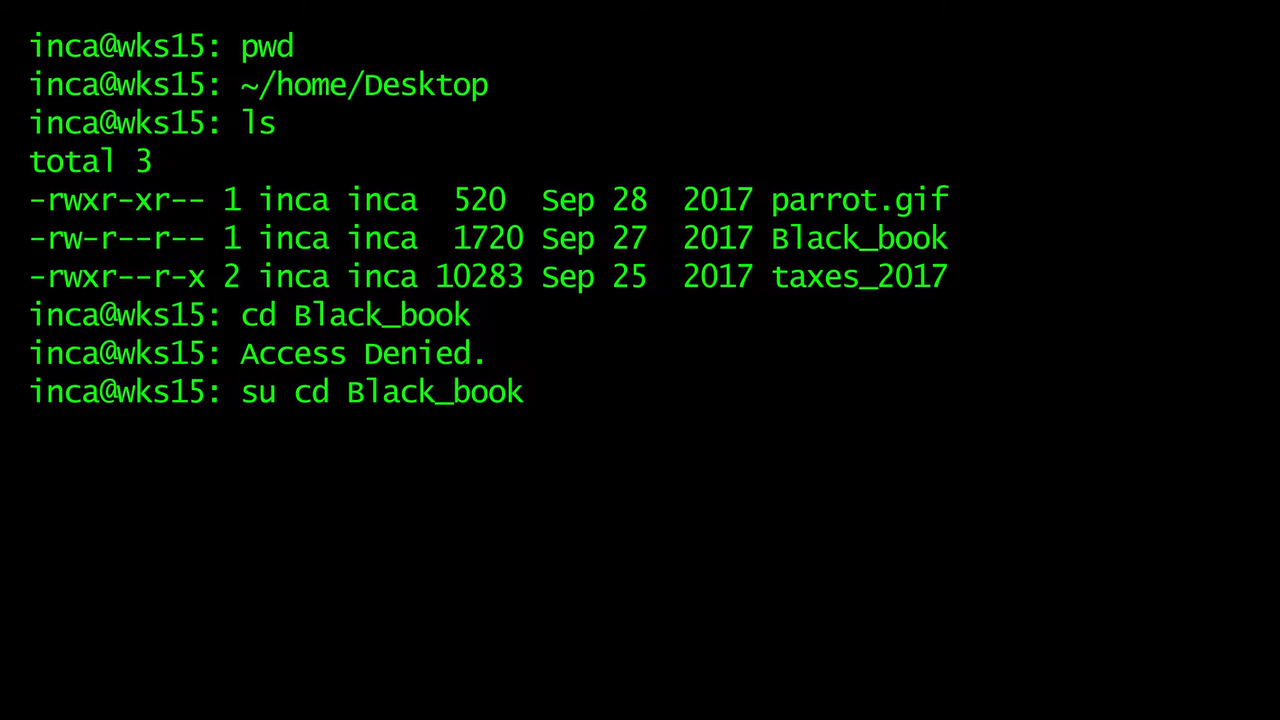 inca@wks15: pwd
inca@wks15: ~/home/Desktop
inca@wks15: ls
total 3
-rwxr-xr-- 1 inca inca  520  Sep 28  2017 parrot.gif
-rw-r--r-- 1 inca inca  1720 Sep 27  2017 Black_book
-rwxr--r-x 2 inca inca 10283 Sep 25  2017 taxes_2017
inca@wks15: cd Black_book
inca@wks15: Access Denied.
inca@wks15: su cd Black_book